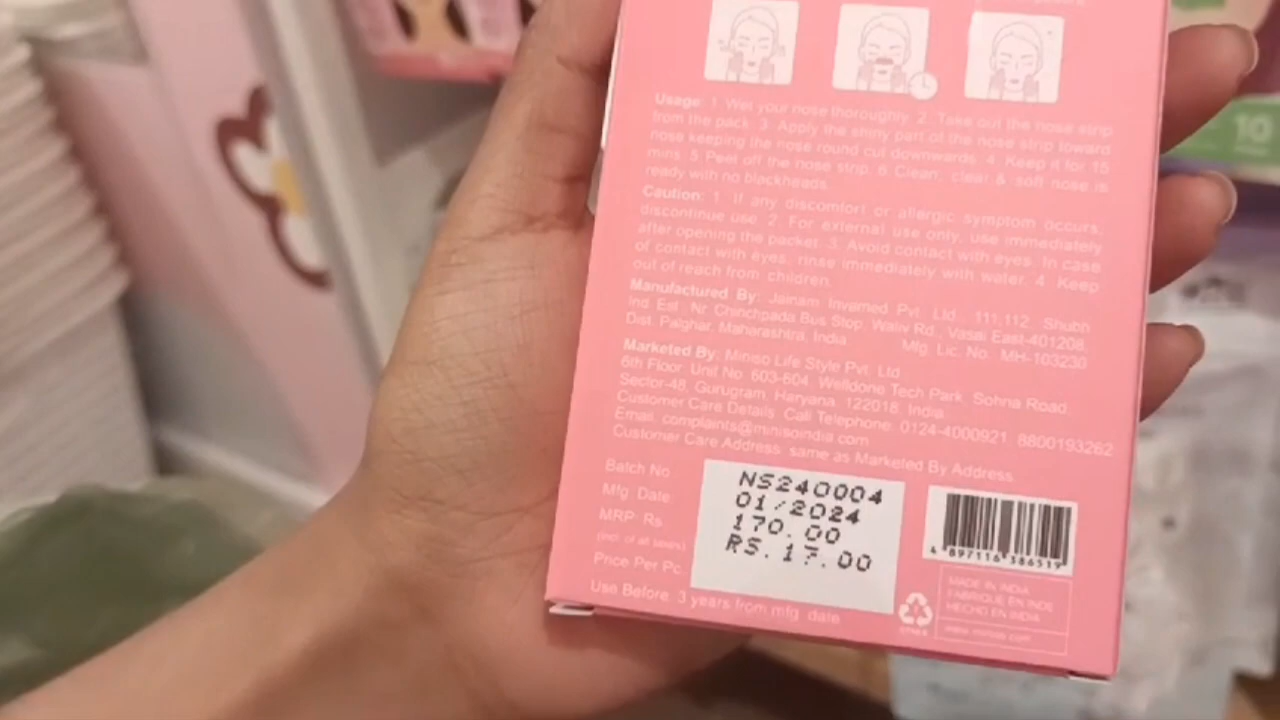 Usage: 1. Wet your nose thoroughly. 2. Take out the nose strip
from the pack. 3. Apply the shiny part of the nose strip toward
nose keeping the nose round cut downwards. 4. Keep it for 15
mins. 5. Peel off the nose strip. 6. Clean, clear & soft nose is
ready with no blackheads.
Caution: 1. If any discomfort or allergic symptom occurs,
discontinue use. 2. For external use only, use immediately
after opening the packet. 3. Avoid contact with eyes. In case
of contact with eyes, rinse immediately with water. 4. Keep
out of reach from children.
Manufactured By: Jainam Invamed Pvt. Ltd. 111,112, Shubh
Ind. Est., Nr. Chinchpada Bus Stop, Waliv Rd., Vasai East-401208,
Dist. Palghar, Maharashtra, India Mfg. Lic. No. MH-103230
Marketed By: Miniso Life Style Pvt. Ltd.
6th Floor, Unit No. 603-604, Welldone Tech Park, Sohna Road,
Sector-48, Gurugram, Haryana, 122018, India.
Customer Care Details: Call Telephone: 0124-4000921, 8800193262
Email: complaints@minisoindia.com
Customer Care Address: same as Marketed By Address.
Batch No NS240004
Mfg. Date 01/2024
MRP. Rs. 170.00
(incl. of all taxes)
Price Per Pc. RS.17.00
Use Before: 3 years from mfg. date
4 897116 386519
MADE IN INDIA
FABRIQUÉ EN INDE
HECHO EN INDIA
10